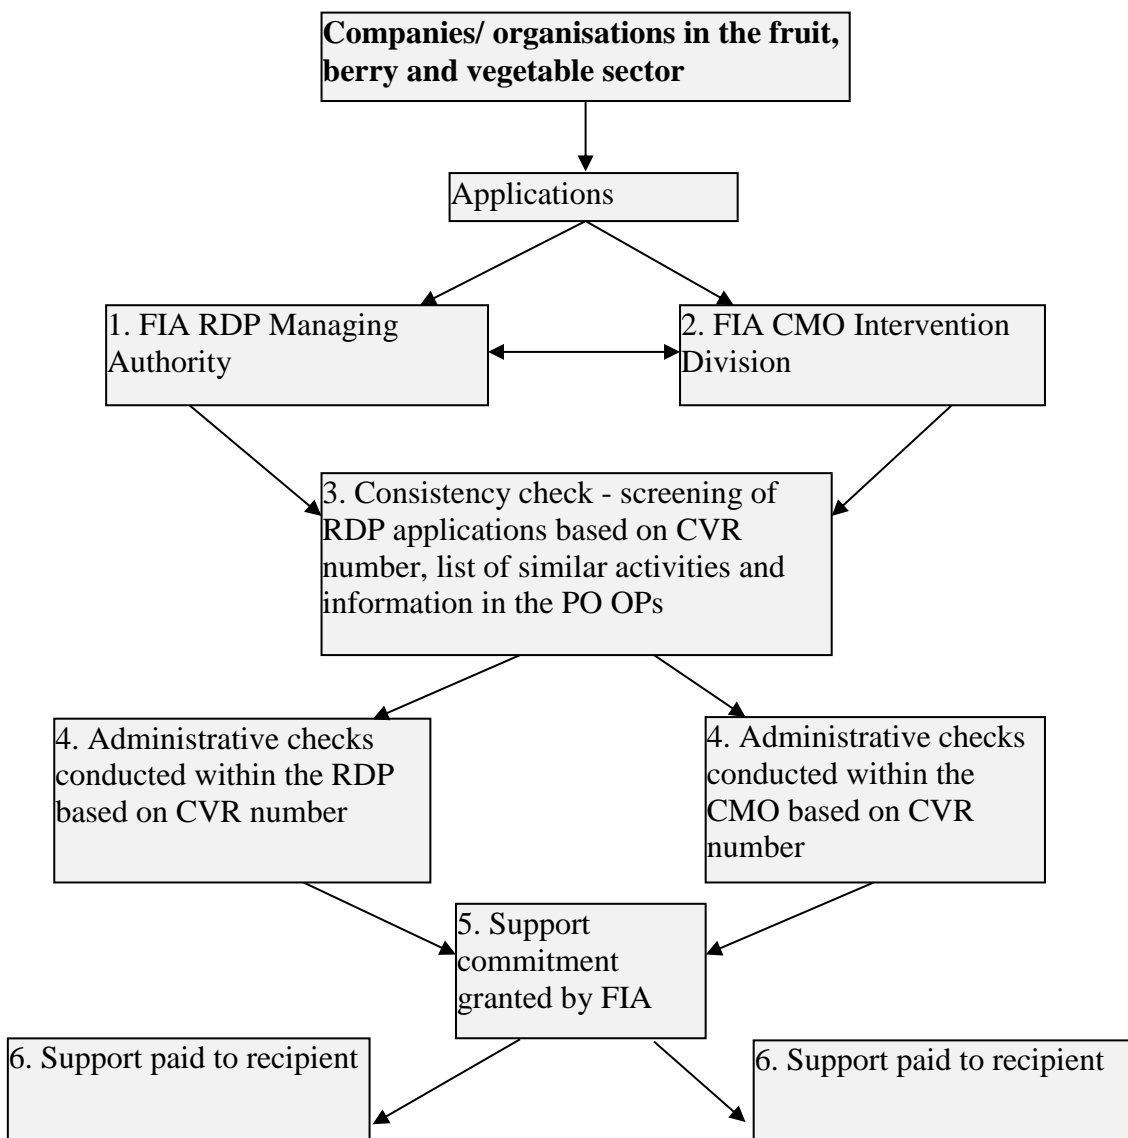 Companies/ organisations in the fruit,
berry and vegetable sector
Applications
1. FIA RDP Managing
Authority
2. FIA CMO Intervention
Division
3. Consistency check - screening of
RDP applications based on CVR
number, list of similar activities and
information in the PO OPs
4. Administrative checks
conducted within the RDP
based on CVR number
4. Administrative checks
conducted within the
CMO based on CVR
number
5. Support
commitment
granted by FIA
6. Support paid to recipient
6. Support paid to recipient